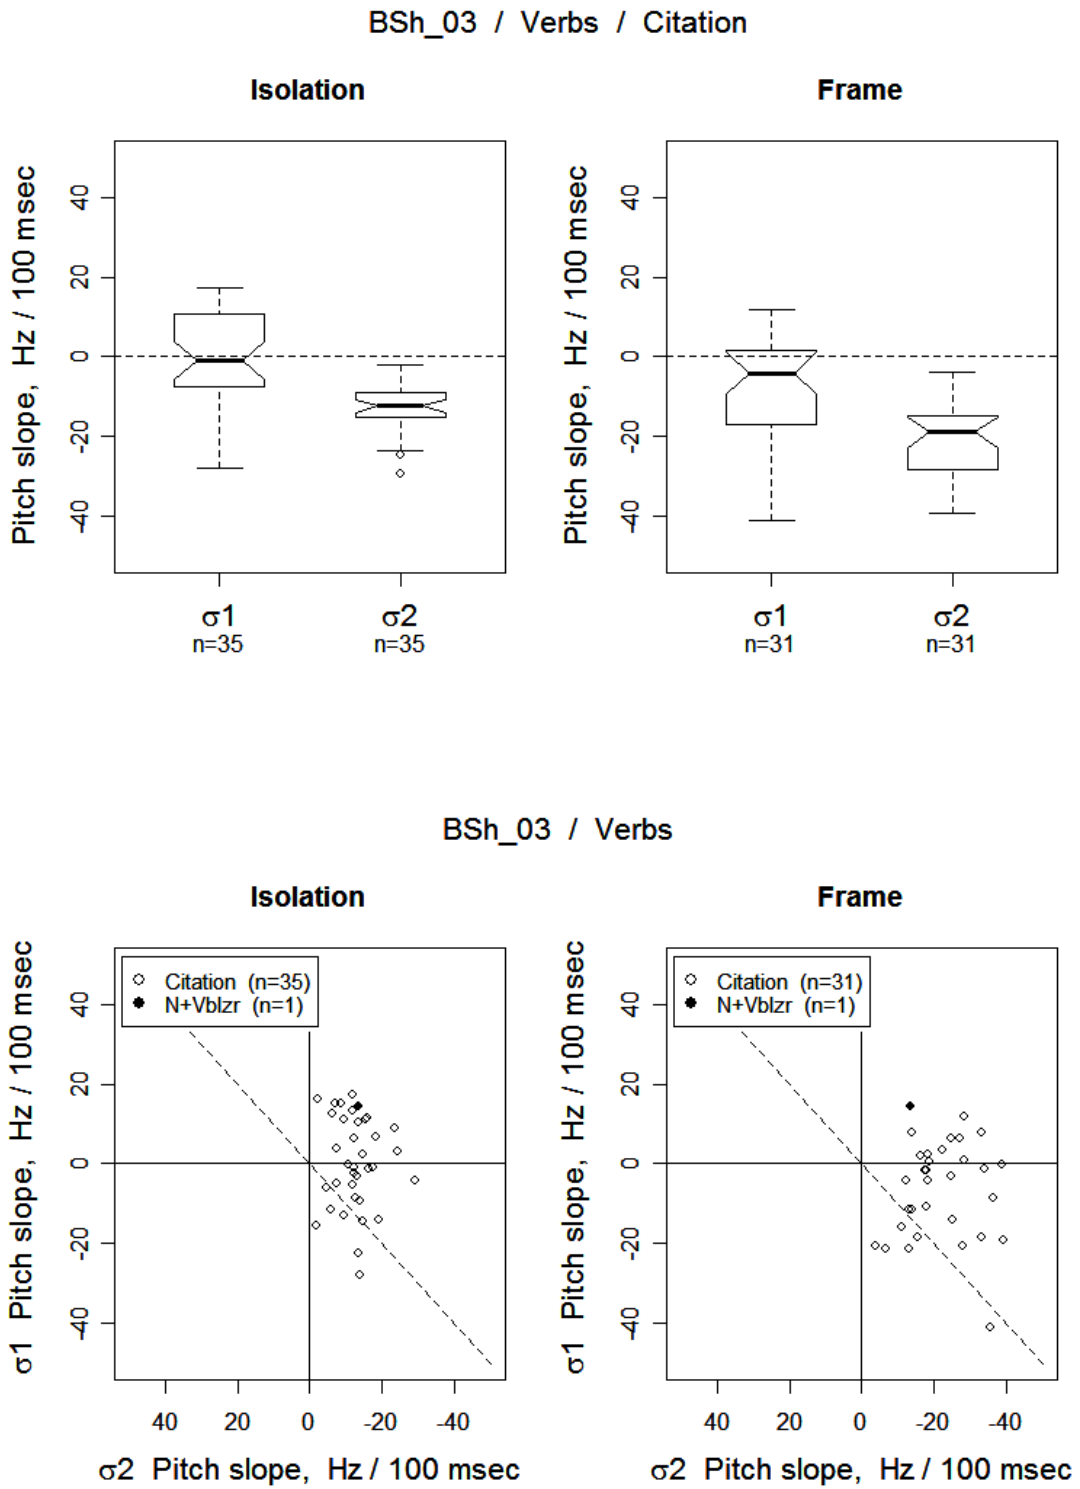 BSh_03 / Verbs / Citation
Isolation
Frame
Pitch slope, Hz / 100 msec
40
20
0
-20
-40
σ1
n=35
σ2
n=35
Pitch slope, Hz / 100 msec
40
20
0
-20
-40
σ1
n=31
σ2
n=31
BSh_03 / Verbs
Isolation
Frame
σ1 Pitch slope, Hz / 100 msec
40
20
0
-20
-40
Citation (n=35)
N+Vblzr (n=1)
40
20
0
-20
-40
σ2 Pitch slope, Hz / 100 msec
σ1 Pitch slope, Hz / 100 msec
40
20
0
-20
-40
Citation (n=31)
N+Vblzr (n=1)
40
20
0
-20
-40
σ2 Pitch slope, Hz / 100 msec